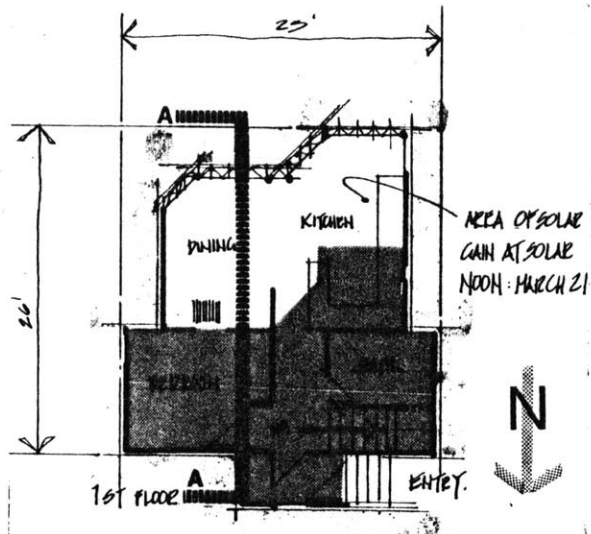 25'
A
KITCHEN
DINING
AREA OF SOLAR
GAIN AT SOLAR
NOON: MARCH 21
26'
N
A
1ST FLOOR
ENTRY.